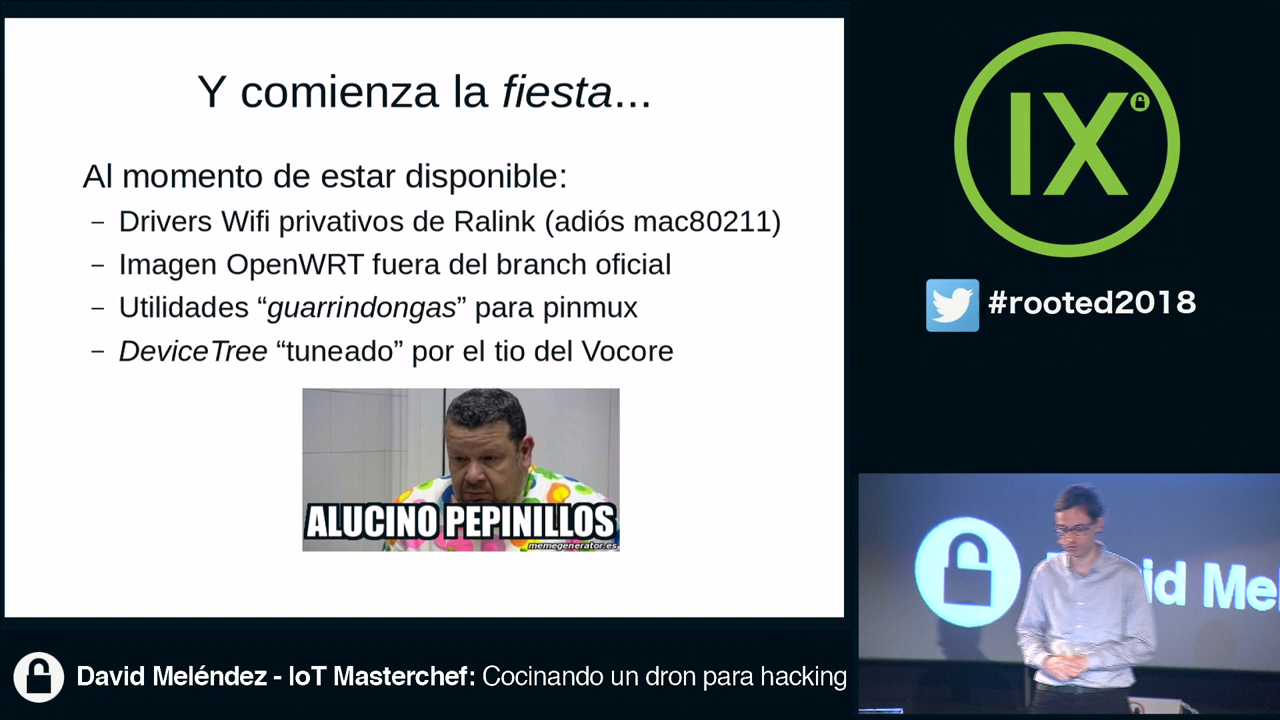 Y comienza la fiesta...
Al momento de estar disponible:
– Drivers Wifi privativos de Ralink (adiós mac80211)
– Imagen OpenWRT fuera del branch oficial
– Utilidades “guarrindongas” para pinmux
– DeviceTree “tuneado” por el tio del Vocore
ALUCINO PEPINILLOS
memegenerator.es
IX
#rooted2018
id Mel
David Meléndez - IoT Masterchef: Cocinando un dron para hacking